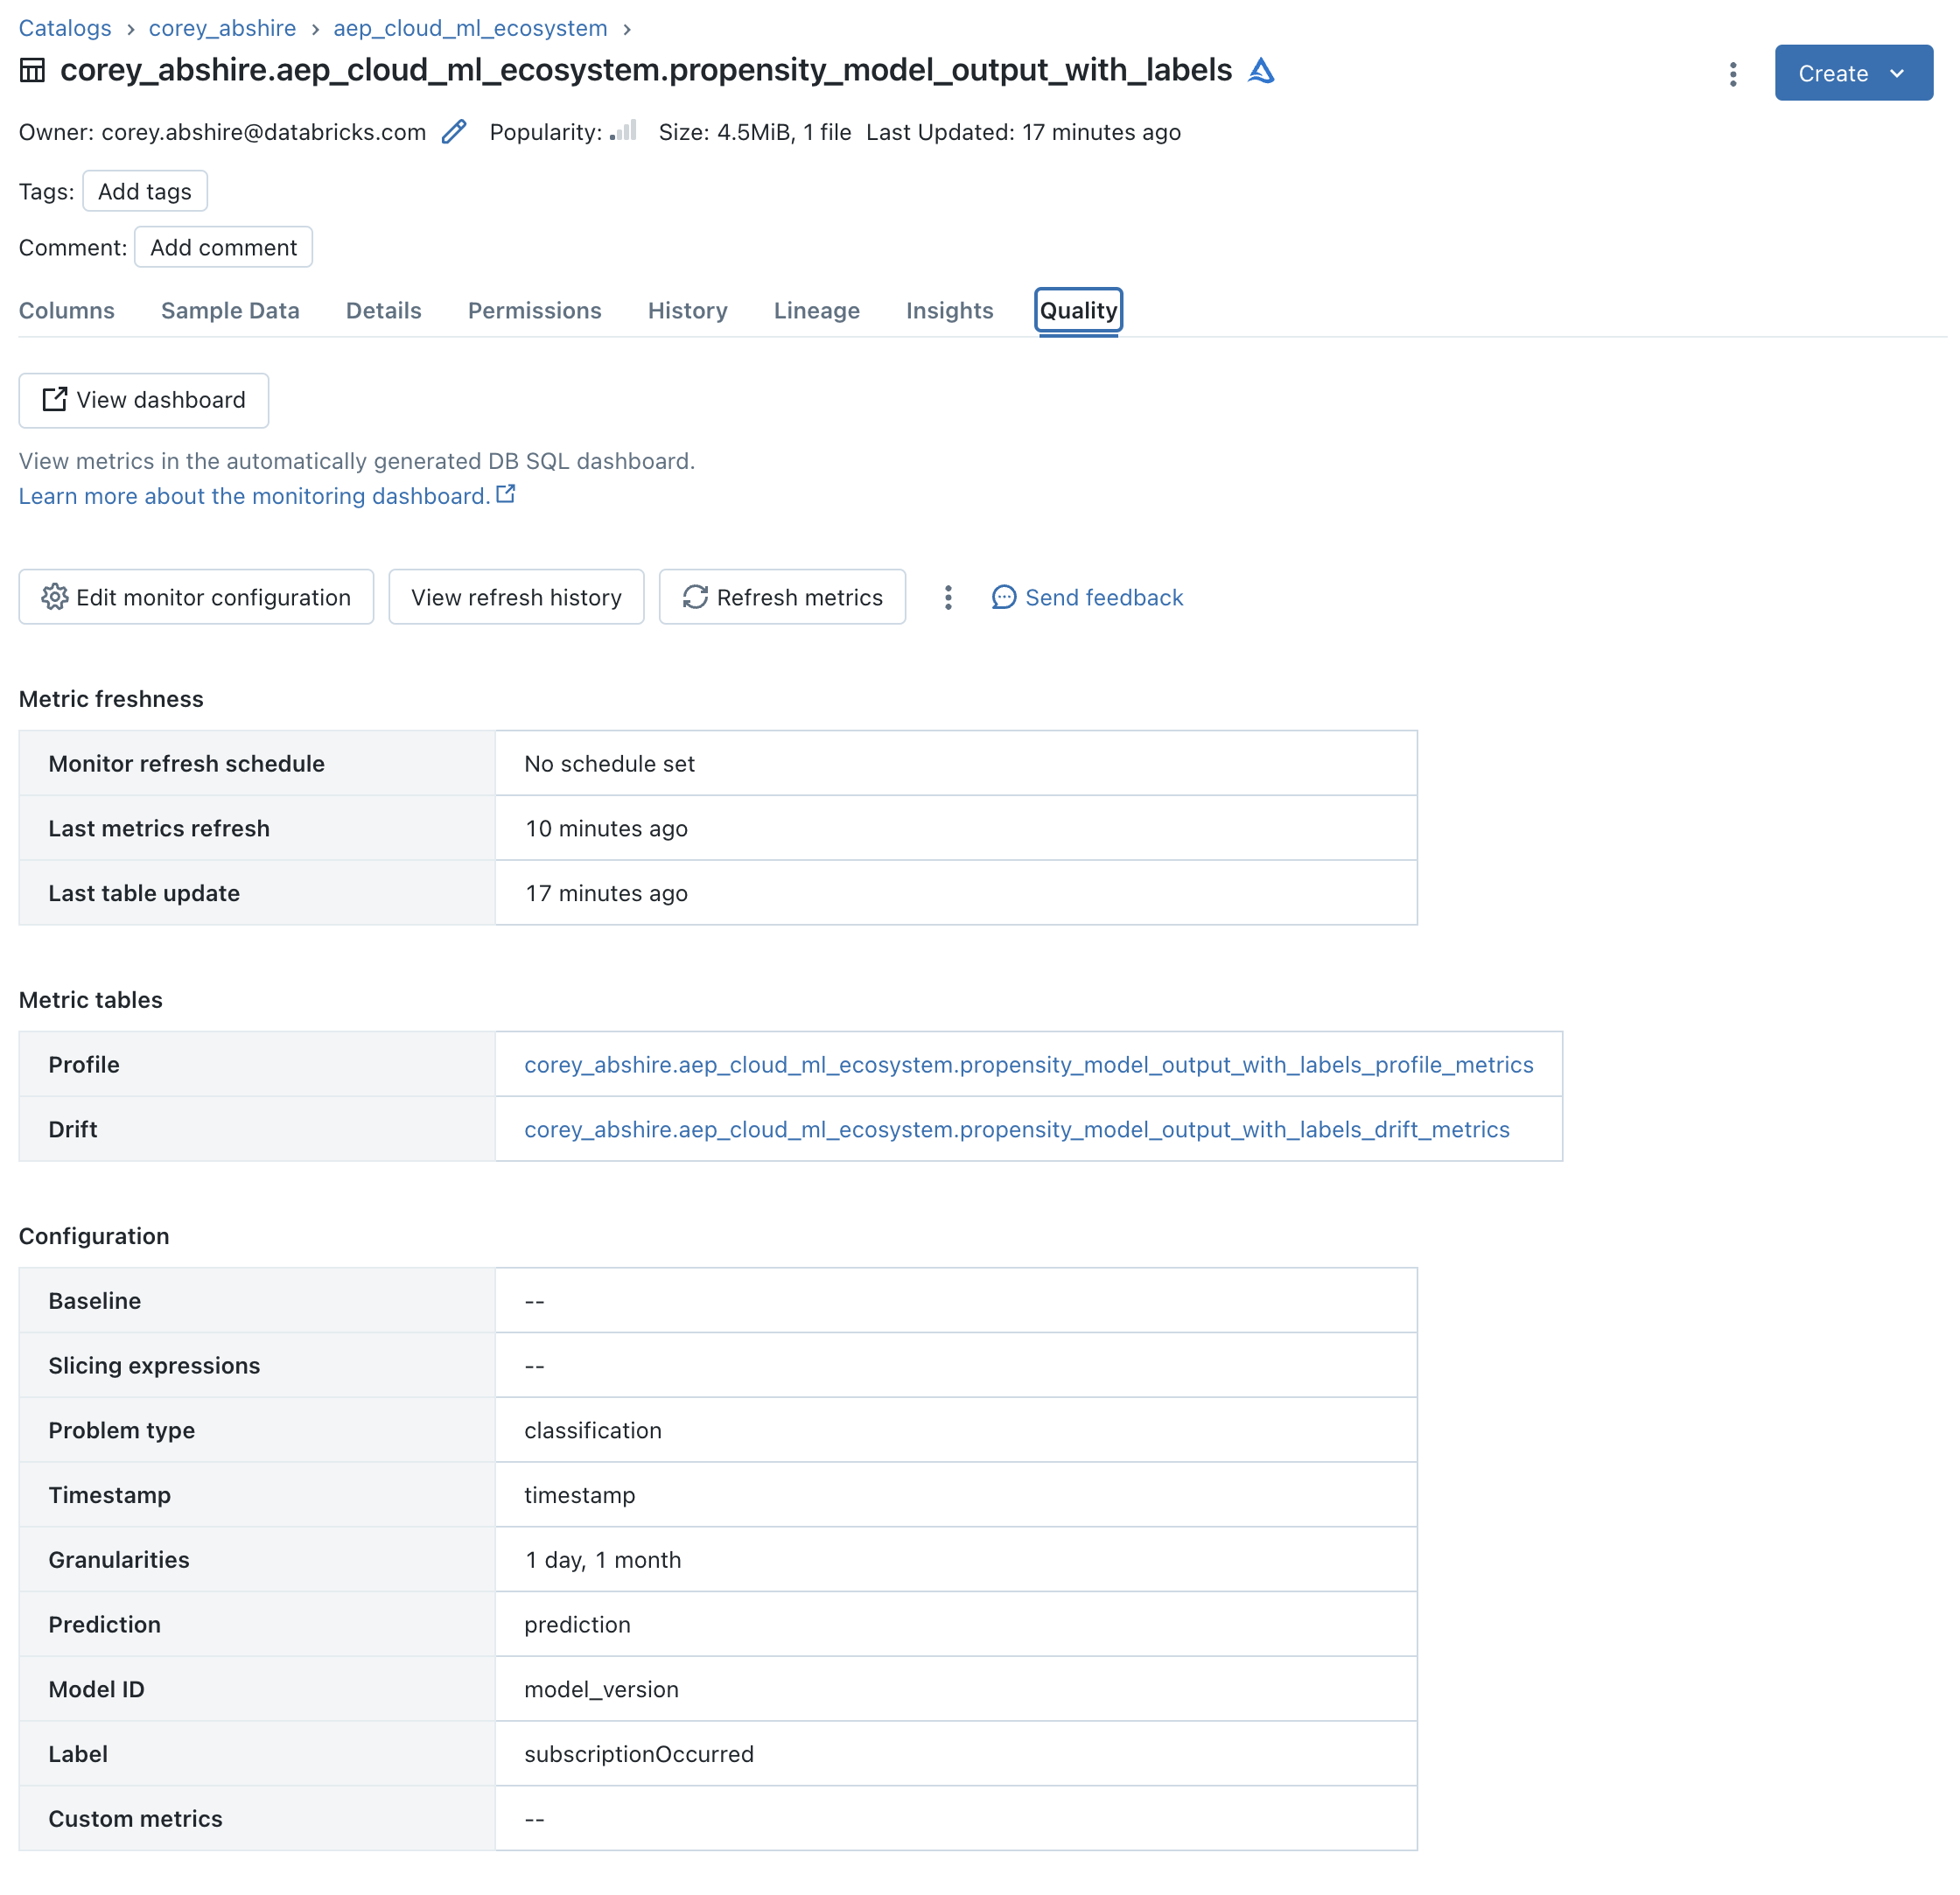 Catalogs › corey_abshire › aep_cloud_ml_ecosystem ›
corey_abshire.aep_cloud_ml_ecosystem.propensity_model_output_with_labels
Create
Owner: corey.abshire@databricks.com Popularity: Size: 4.5MiB, 1 file Last Updated: 17 minutes ago
Tags: Add tags
Comment: Add comment
Columns Sample Data Details Permissions History Lineage Insights Quality
View dashboard
View metrics in the automatically generated DB SQL dashboard.
Learn more about the monitoring dashboard.
Edit monitor configuration View refresh history Refresh metrics Send feedback
Metric freshness
Monitor refresh schedule No schedule set
Last metrics refresh 10 minutes ago
Last table update 17 minutes ago
Metric tables
Profile corey_abshire.aep_cloud_ml_ecosystem.propensity_model_output_with_labels_profile_metrics
Drift corey_abshire.aep_cloud_ml_ecosystem.propensity_model_output_with_labels_drift_metrics
Configuration
Baseline --
Slicing expressions --
Problem type classification
Timestamp timestamp
Granularities 1 day, 1 month
Prediction prediction
Model ID model_version
Label subscriptionOccurred
Custom metrics --